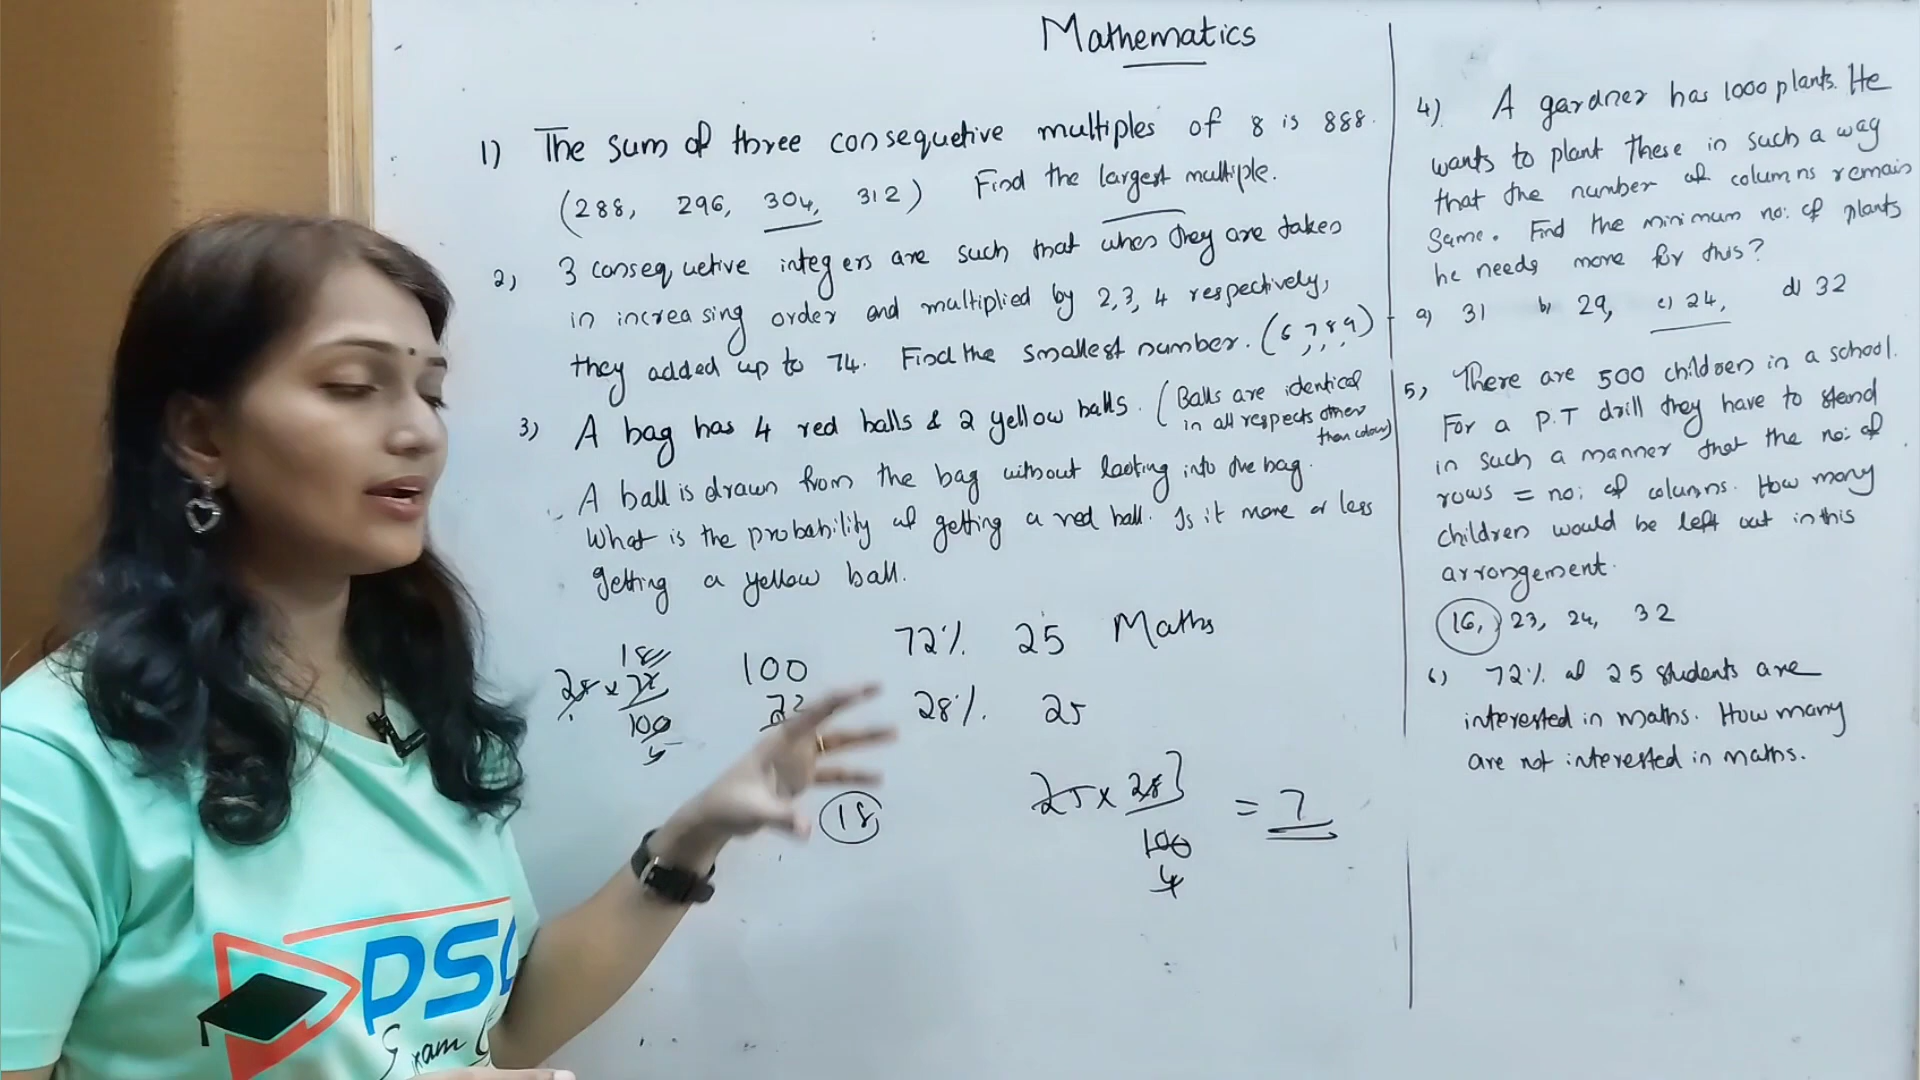 Mathematics
1) The sum of three consequetive multiples of 8 is 888.
(288, 296, 304, 312) Find the largest multiple.
2, 3 consequetive integers are such that when they are taken
in increasing order and multiplied by 2,3,4 respectively,
they added up to 74. Find the smallest number. (6,7,8,9)
3) A bag has 4 red balls & 2 yellow balls. (Balls are identical
in all respects other
than colour)
A ball is drawn from the bag without looking into the bag.
What is the probability of getting a red ball. Is it more or less
getting a yellow ball.
18
25 × 72
100
100
72% 25 Maths
28% 25
18
25 × 28 7
100
4
= 7
4) A gardner has 1000 plants. He
wants to plant these in such a way
that the number of columns remain
same. Find the minimum no: of plants
he needs more for this?
a) 31 b) 29, c) 24, d) 32
5, There are 500 children in a school.
For a P.T drill they have to stand
in such a manner that the no: of
rows = no: of columns. How many
children would be left out in this
arrangement.
16, 23, 24, 32
6) 72% of 25 students are
interested in maths. How many
are not interested in maths.
PSC
Exam